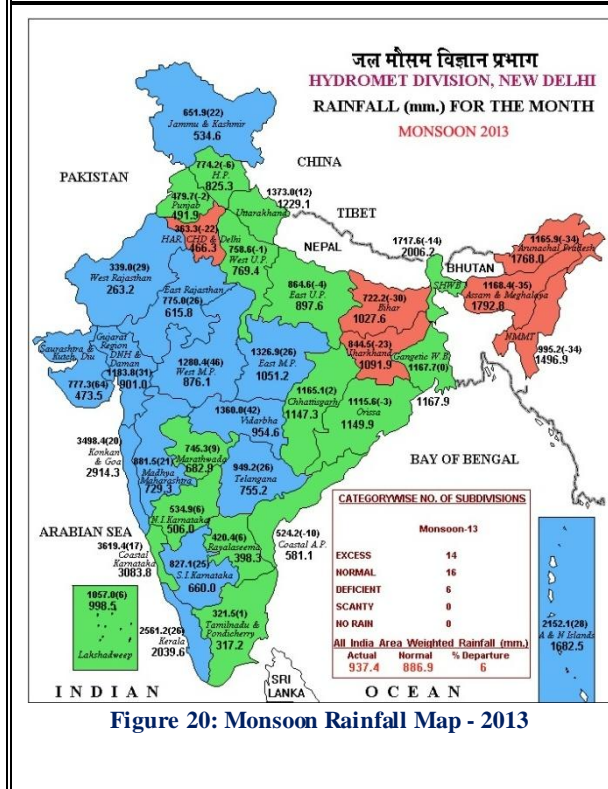 जल मौसम विज्ञान प्रभाग
HYDROMET DIVISION, NEW DELHI
RAINFALL (mm.) FOR THE MONTH
MONSOON 2013
651.9(22)
Jammu & Kashmir
534.6
CHINA
774.2(-6)
H.P.
825.3
PAKISTAN
1373.0(12)
1229.1
Uttarakhand
479.7(-2)
Punjab
491.9
TIBET
363.3(-22)
HAR. CHD & Delhi
466.3
NEPAL
758.6(-1)
West U.P.
769.4
1717.6(-14)
2006.2
BHUTAN
SHWB
1165.9(-34)
Arunachal Pradesh
1768.0
339.0(29)
West Rajasthan
263.2
East Rajasthan
775.0(26)
615.8
864.6(-4)
East U.P.
897.6
722.2(-30)
Bihar
1027.6
1168.4(-35)
Assam & Meghalaya
1792.8
NMMT
995.2(-34)
1496.9
Saurashtra &
Kutch, Diu
777.3(64)
473.5
Gujarat
Region
DNH &
Daman
1183.8(31)
901.0
1280.4(46)
West M.P.
876.1
1326.9(26)
East M.P.
1051.2
844.5(-23)
Jharkhand
1091.9
Gangetic W.B.
1167.7(0)
1167.9
1165.1(2)
Chhattisgarh
1147.3
1115.6(-3)
Orissa
1149.9
1360.0(42)
Vidarbha
954.6
3498.4(20)
Konkan
& Goa
2914.3
881.5(21)
Madhya
Maharashtra
729.3
745.3(9)
Marathwada
682.9
949.2(26)
Telangana
755.2
BAY OF BENGAL
ARABIAN SEA
534.9(6)
N.I.Karnataka
506.0
420.4(6)
Rayalaseema
398.3
524.2(-10)
Coastal A.P.
581.1
3619.4(17)
Coastal
Karnataka
3083.8
827.1(25)
S.I.Karnataka
660.0
1057.0(6)
998.5
Lakshadweep
2561.2(26)
Kerala
2039.6
321.5(1)
Tamilnadu &
Pondicherry
317.2
CATEGORYWISE NO. OF SUBDIVISIONS
Monsoon-13
EXCESS 14
NORMAL 16
DEFICIENT 6
SCANTY 0
NO RAIN 0
All India Area Weighted Rainfall (mm.)
Actual Normal % Departure
937.4 886.9 6
2152.1(28)
A & N Islands
1682.5
SRI
LANKA
INDIAN OCEAN
Figure 20: Monsoon Rainfall Map - 2013